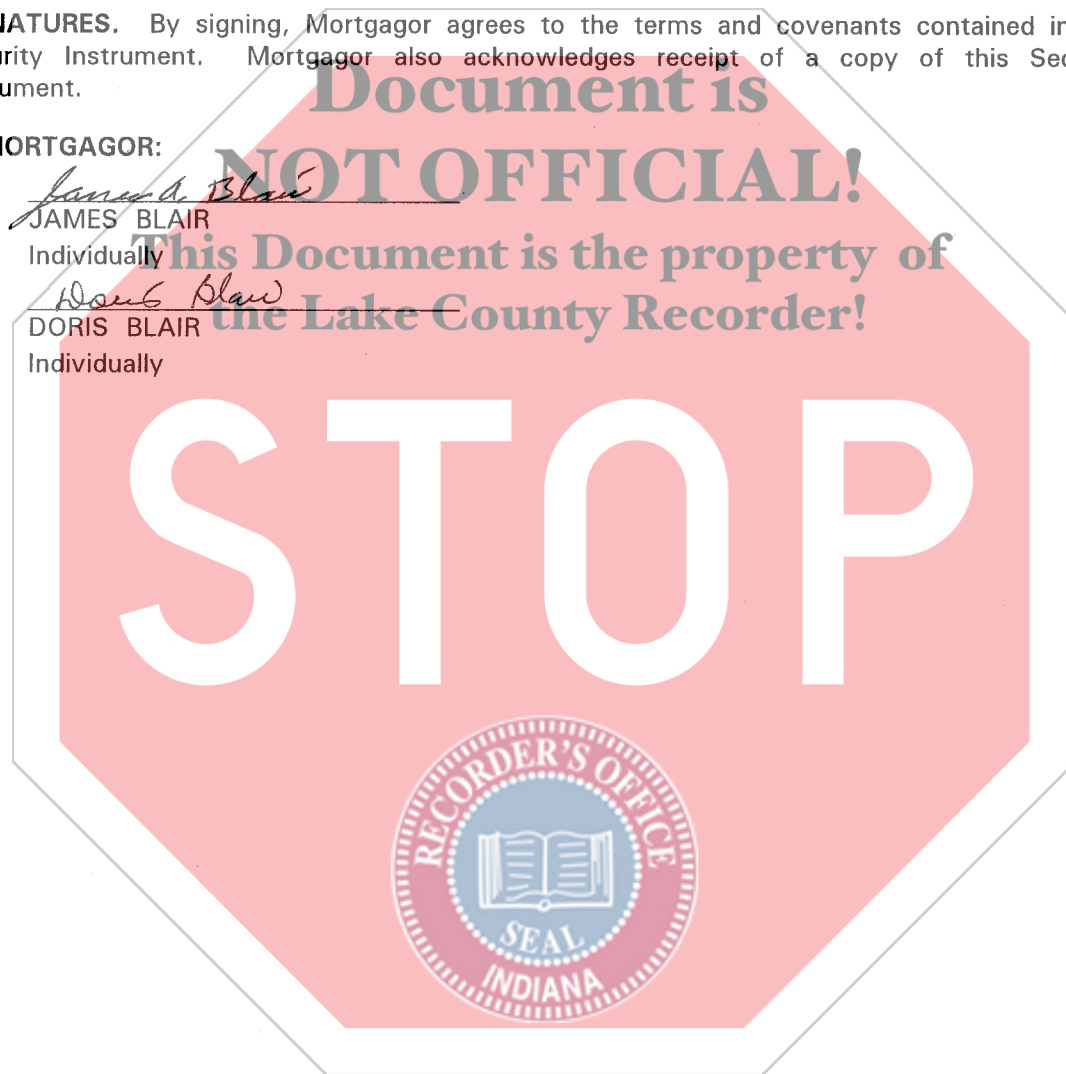 NATURES. By signing, Mortgagor agrees to the terms and covenants contained in
urity Instrument. Mortgagor also acknowledges receipt of a copy of this Sec
ument.
Document is
NOT OFFICIAL!
This Document is the property of
the Lake County Recorder!
ORTGAGOR:
James A. Blair
JAMES BLAIR
Individually
Doris Blair
DORIS BLAIR
Individually
STOP
RECORDER'S OFFICE
SEAL
INDIANA